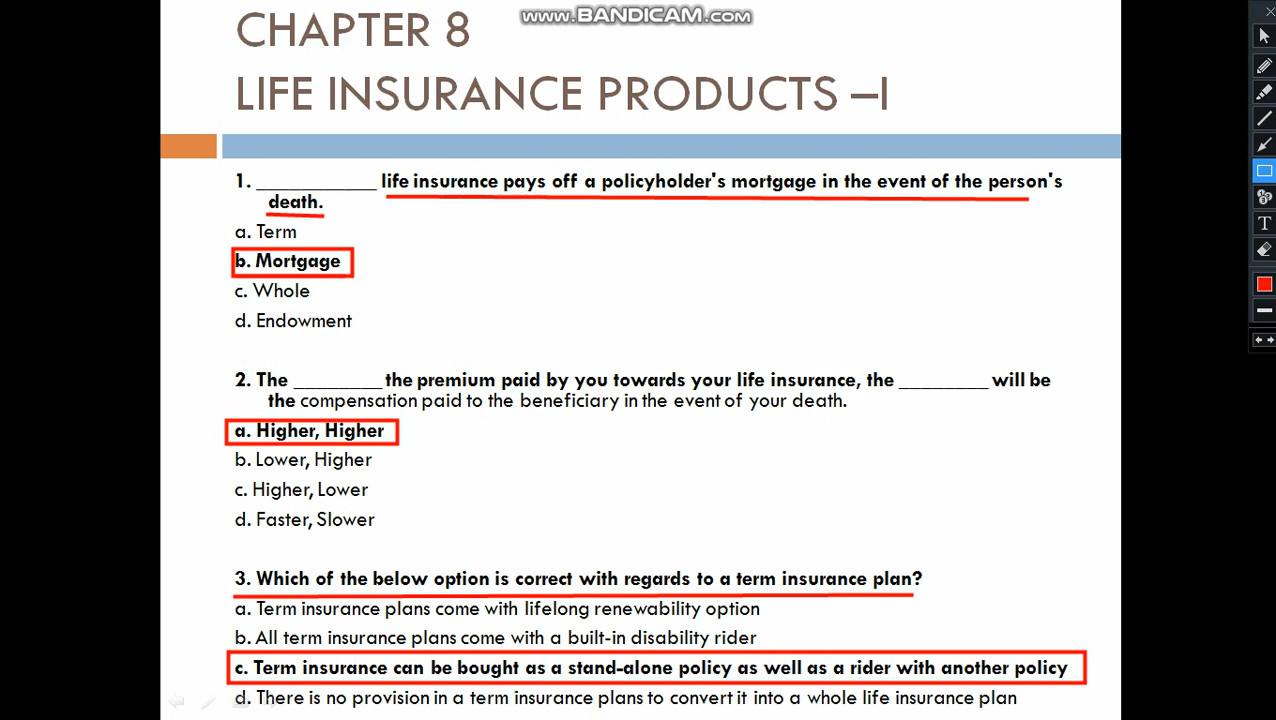 www.BANDICAM.com
CHAPTER 8
LIFE INSURANCE PRODUCTS –I
1. ____________ life insurance pays off a policyholder's mortgage in the event of the person's
death.
a. Term
b. Mortgage
c. Whole
d. Endowment
2. The ________ the premium paid by you towards your life insurance, the ________ will be
the compensation paid to the beneficiary in the event of your death.
a. Higher, Higher
b. Lower, Higher
c. Higher, Lower
d. Faster, Slower
3. Which of the below option is correct with regards to a term insurance plan?
a. Term insurance plans come with lifelong renewability option
b. All term insurance plans come with a built-in disability rider
c. Term insurance can be bought as a stand-alone policy as well as a rider with another policy
d. There is no provision in a term insurance plans to convert it into a whole life insurance plan
T